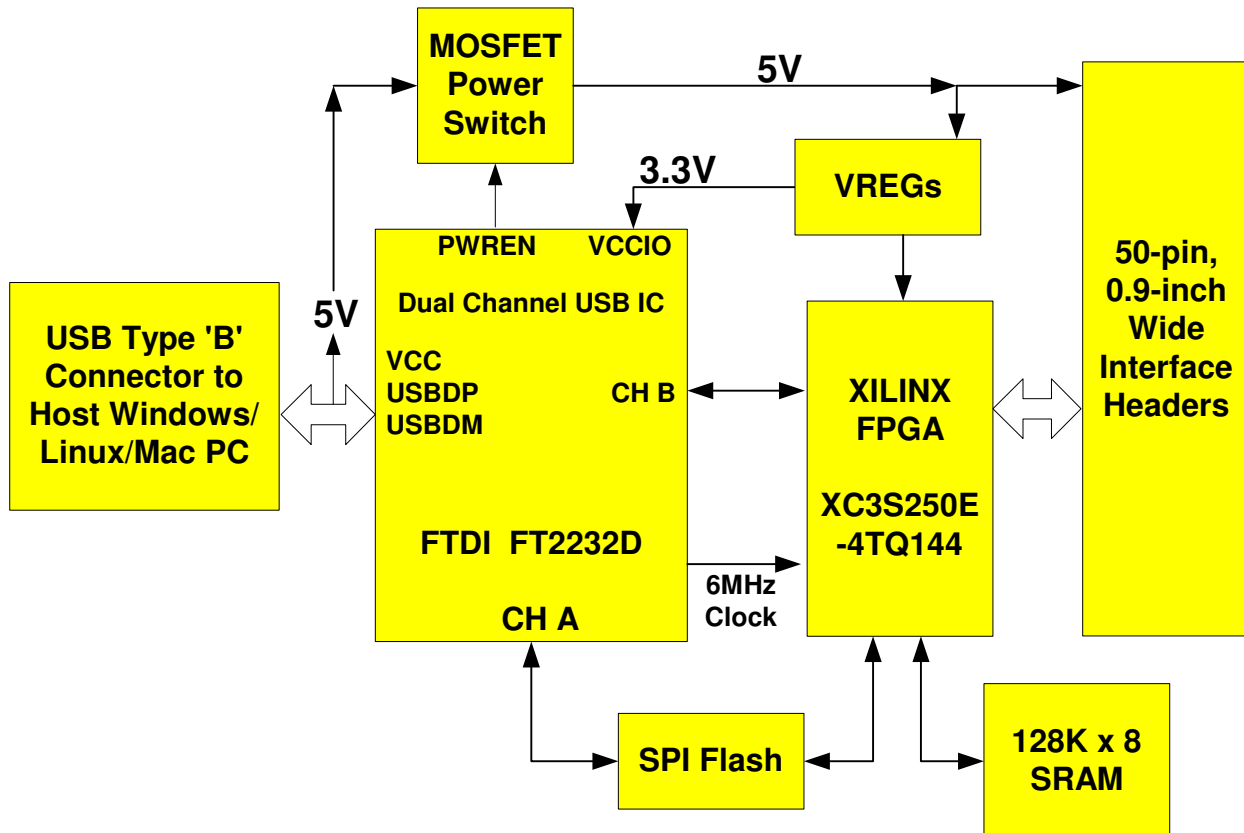 MOSFET
Power
Switch
5V
3.3V
VREGs
PWREN VCCIO
Dual Channel USB IC
VCC
USBDP
USBDM
CH B
FTDI FT2232D
CH A
5V
USB Type 'B'
Connector to
Host Windows/
Linux/Mac PC
6MHz
Clock
XILINX
FPGA
XC3S250E
-4TQ144
50-pin,
0.9-inch
Wide
Interface
Headers
SPI Flash
128K x 8
SRAM